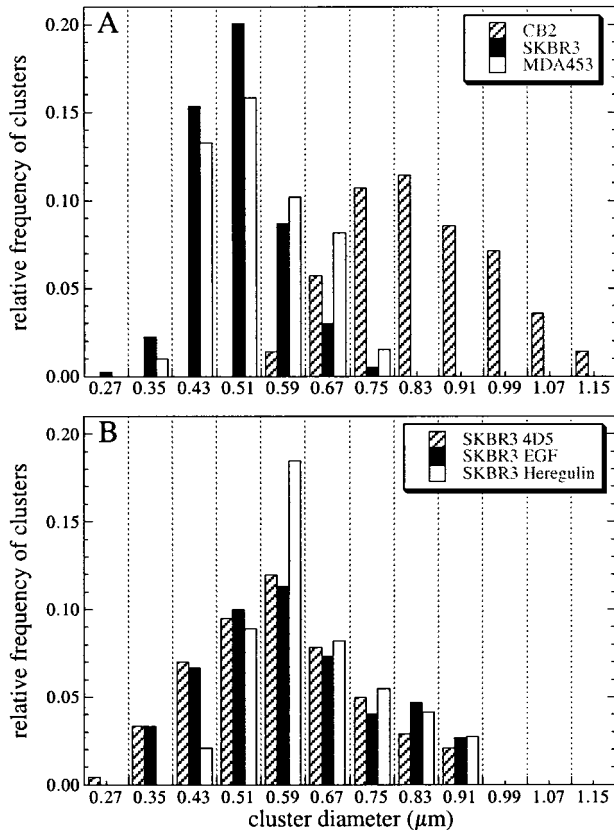 A
CB2
SKBR3
MDA453
relative frequency of clusters
0.20
0.15
0.10
0.05
0.00
0.27 0.35 0.43 0.51 0.59 0.67 0.75 0.83 0.91 0.99 1.07 1.15
B
SKBR3 4D5
SKBR3 EGF
SKBR3 Heregulin
relative frequency of clusters
0.20
0.15
0.10
0.05
0.00
0.27 0.35 0.43 0.51 0.59 0.67 0.75 0.83 0.91 0.99 1.07 1.15
cluster diameter (µm)